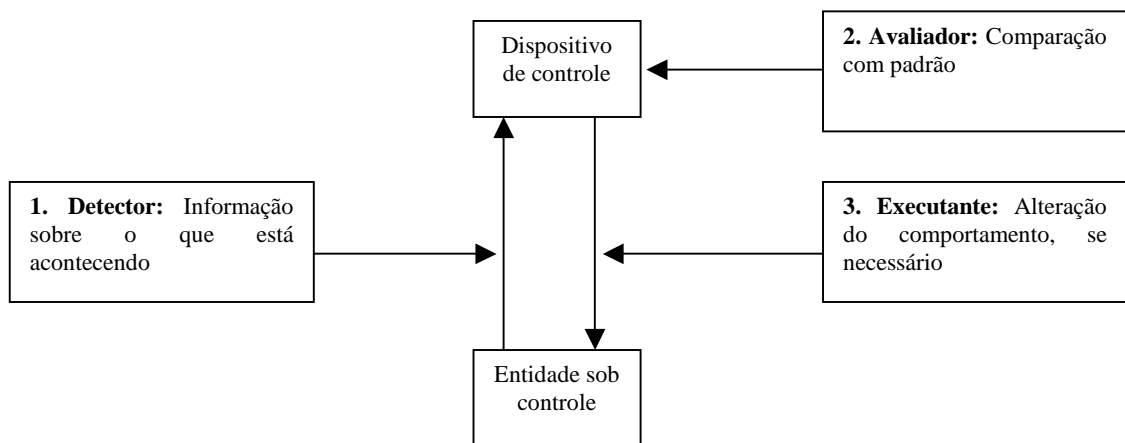 Dispositivo
de controle
2. Avaliador: Comparação
com padrão
1. Detector: Informação
sobre o que está
acontecendo
3. Executante: Alteração
do comportamento, se
necessário
Entidade sob
controle